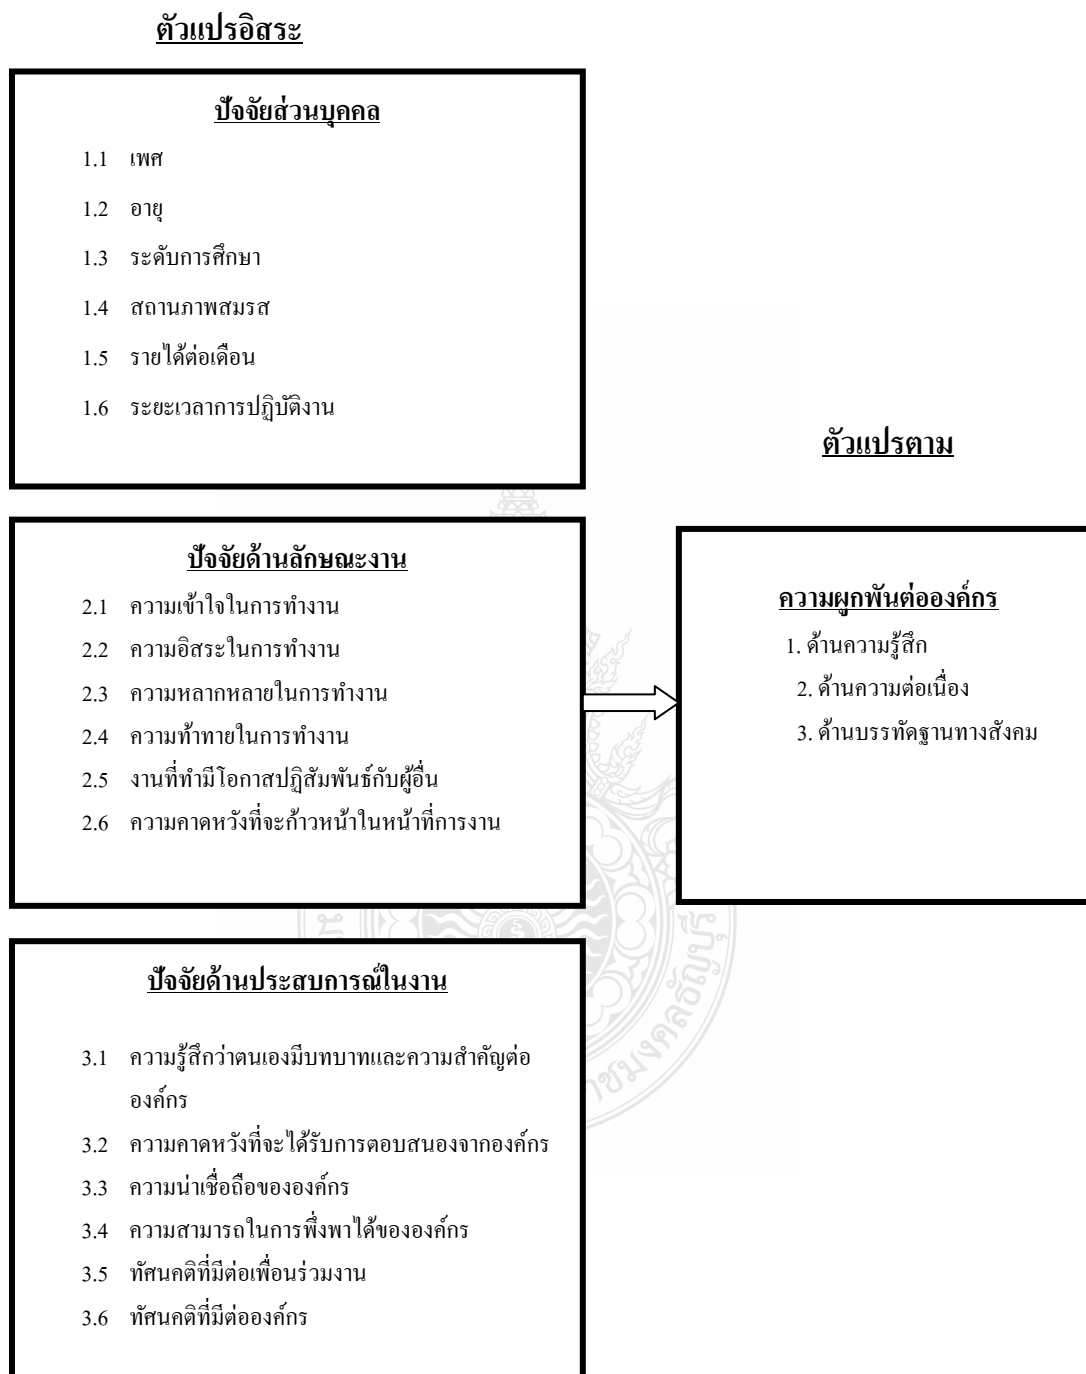 ตัวแปรอิสระ
ปัจจัยส่วนบุคคล
1.1 เพศ
1.2 อายุ
1.3 ระดับการศึกษา
1.4 สถานภาพสมรส
1.5 รายได้ต่อเดือน
1.6 ระยะเวลาการปฏิบัติงาน
ตัวแปรตาม
ปัจจัยด้านลักษณะงาน
2.1 ความเข้าใจในการทำงาน
2.2 ความอิสระในการทำงาน
2.3 ความหลากหลายในการทำงาน
2.4 ความท้าทายในการทำงาน
2.5 งานที่ทำมีโอกาสปฏิสัมพันธ์กับผู้อื่น
2.6 ความคาดหวังที่จะก้าวหน้าในหน้าที่การงาน
ความผูกพันต่อองค์กร
1. ด้านความรู้สึก
2. ด้านความต่อเนื่อง
3. ด้านบรรทัดฐานทางสังคม
ปัจจัยด้านประสบการณ์ในงาน
3.1 ความรู้สึกว่าตนเองมีบทบาทและความสำคัญต่อ
องค์กร
3.2 ความคาดหวังที่จะได้รับการตอบสนองจากองค์กร
3.3 ความน่าเชื่อถือขององค์กร
3.4 ความสามารถในการพึ่งพาได้ขององค์กร
3.5 ทัศนคติที่มีต่อเพื่อนร่วมงาน
3.6 ทัศนคติที่มีต่อองค์กร